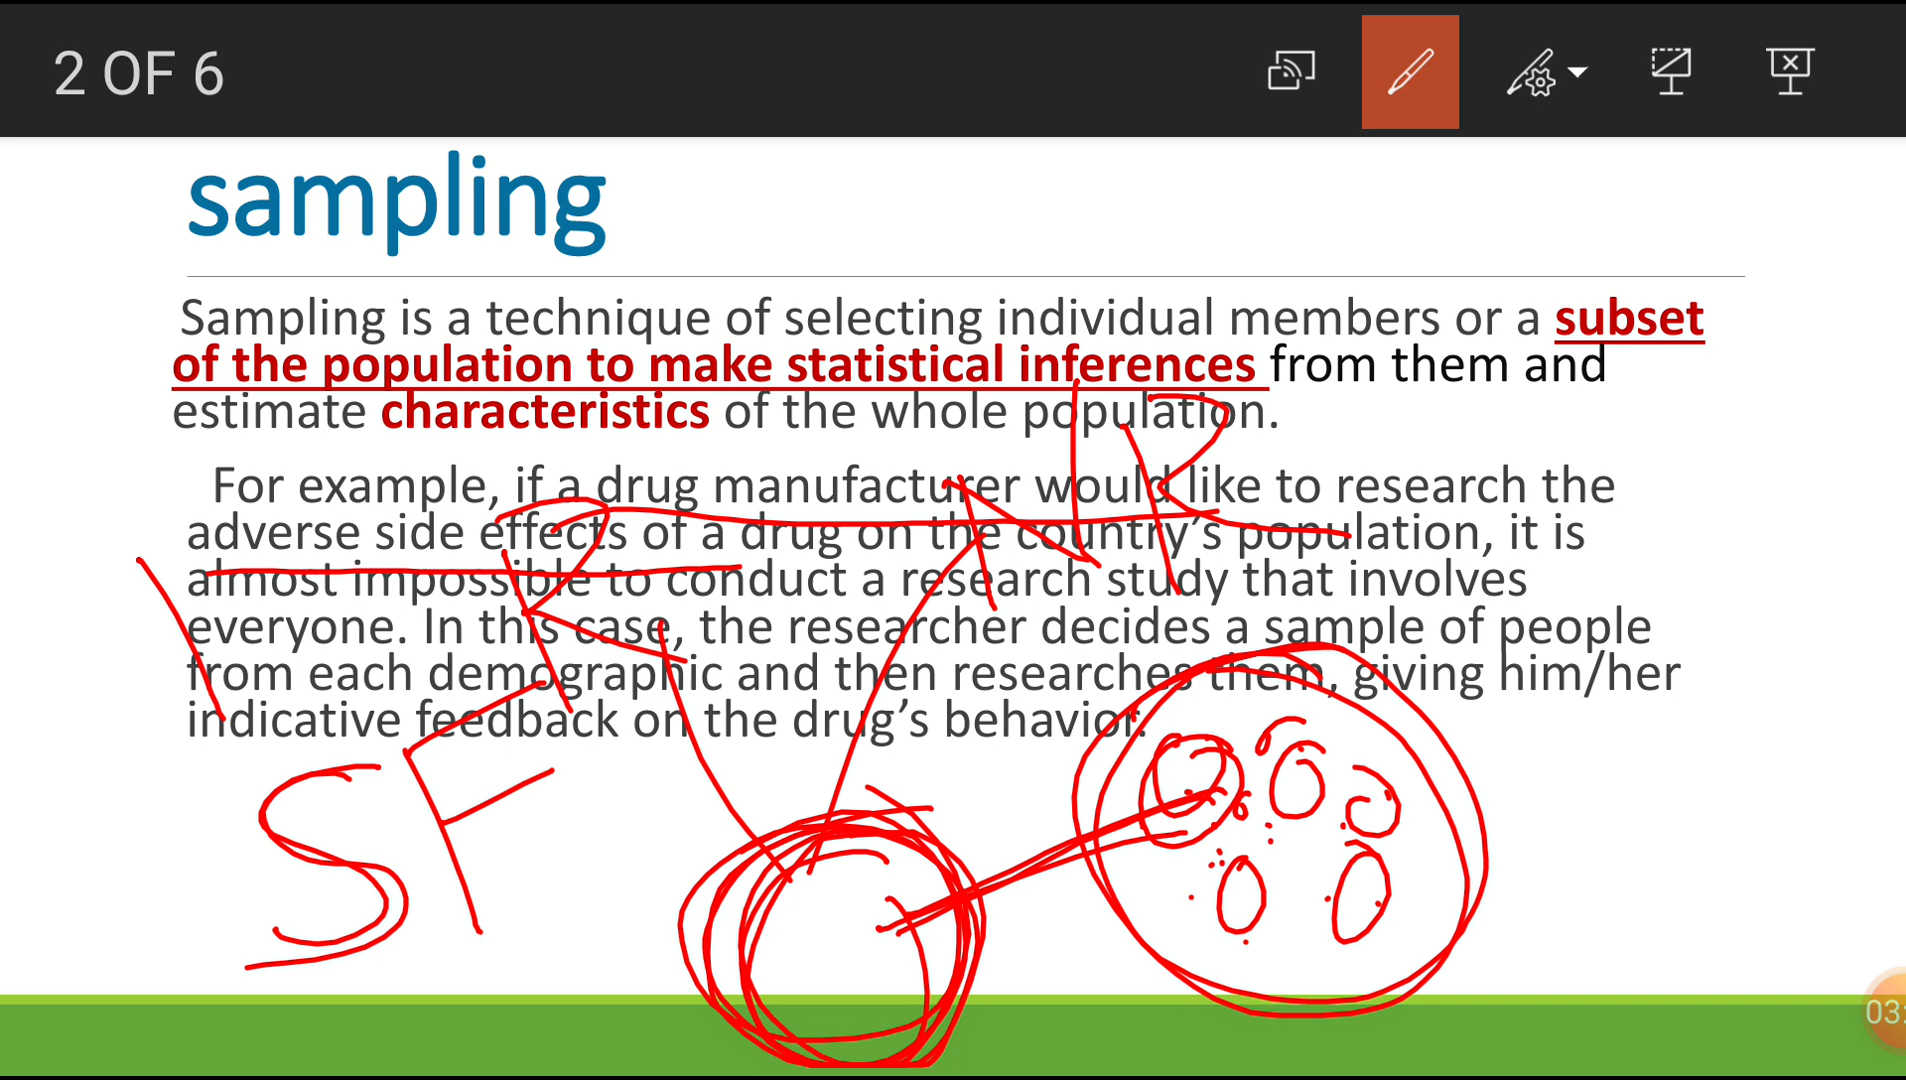 2 OF 6
sampling
Sampling is a technique of selecting individual members or a subset
of the population to make statistical inferences from them and
estimate characteristics of the whole population.
For example, if a drug manufacturer would like to research the
adverse side effects of a drug on the country's population, it is
almost impossible to conduct a research study that involves
everyone. In this case, the researcher decides a sample of people
from each demographic and then researches them, giving him/her
indicative feedback on the drug's behavior.
R
R
SF
03: